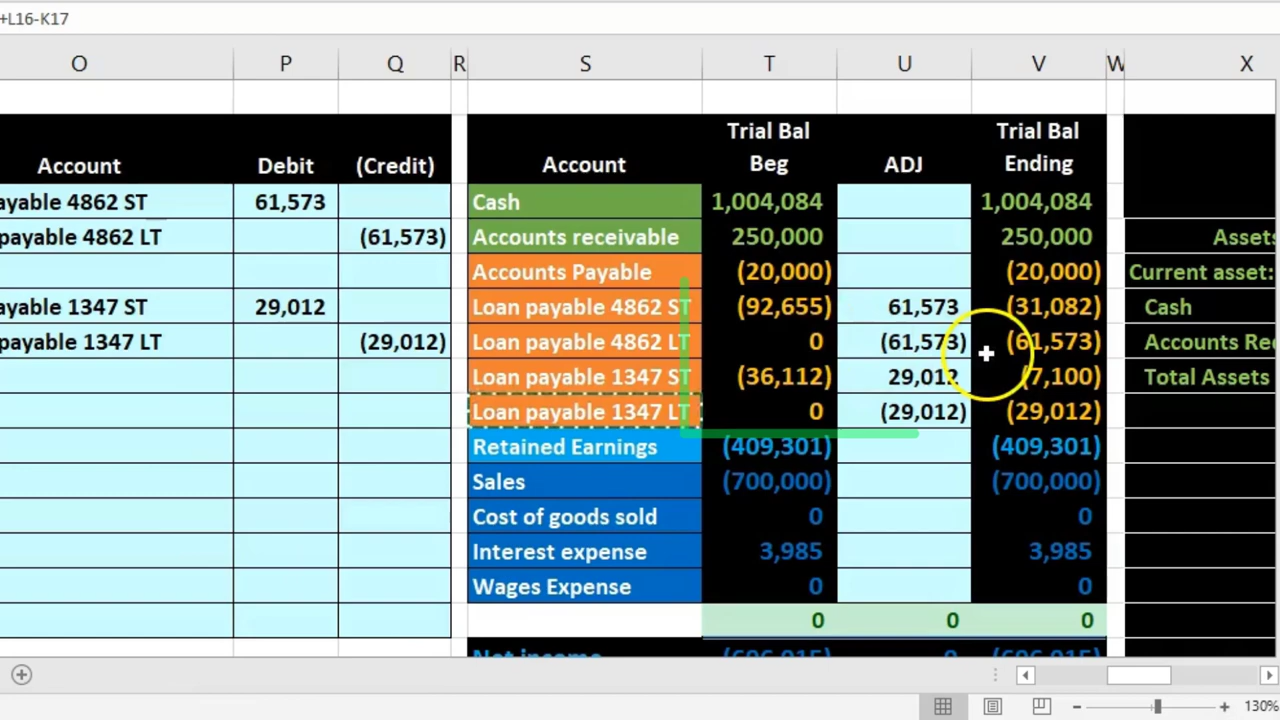 +L16-K17
O P Q R S T U V W X
Account Debit (Credit) Account Trial Bal Beg ADJ Trial Bal Ending
ayable 4862 ST 61,573 Cash 1,004,084 1,004,084
payable 4862 LT (61,573) Accounts receivable 250,000 250,000 Assets
Accounts Payable (20,000) (20,000) Current asset:
ayable 1347 ST 29,012 Loan payable 4862 ST (92,655) 61,573 (31,082) Cash
payable 1347 LT (29,012) Loan payable 4862 LT 0 (61,573) (61,573) Accounts Rec
Loan payable 1347 ST (36,112) 29,012 (7,100) Total Assets
Loan payable 1347 LT 0 (29,012) (29,012)
Retained Earnings (409,301) (409,301)
Sales (700,000) (700,000)
Cost of goods sold 0 0
Interest expense 3,985 3,985
Wages Expense 0 0
0 0 0
Net income (696,015) 0 (696,015)
130%